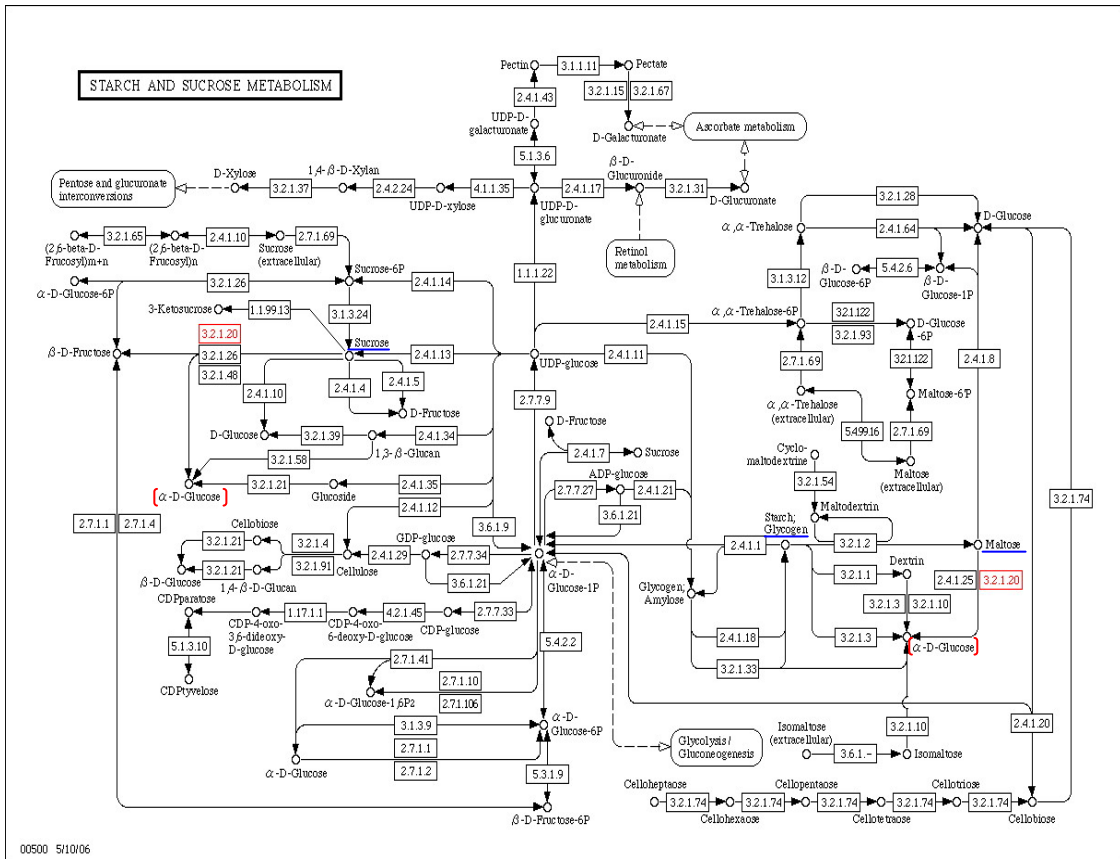 STARCH AND SUCROSE METABOLISM
Pectin
3.1.1.11
Pectate
2.4.1.43
3.2.1.15
3.2.1.67
UDP-D-
galacturonate
D-Galacturonate
Ascorbate metabolism
5.1.3.6
Pentose and glucuronate
interconversions
D-Xylose
3.2.1.37
1,4-β-D-Xylan
2.4.2.24
UDP-D-xylose
4.1.1.35
UDP-D-
glucuronate
2.4.1.17
β-D-
Glucuronide
3.2.1.31
D-Glucuronate
Retinol
metabolism
1.1.1.22
3.2.1.28
α,α-Trehalose
2.4.1.64
D-Glucose
3.1.3.12
β-D-
Glucose-6P
5.4.2.6
β-D-
Glucose-1P
(2,6-beta-D-
Frucosyl)m+n
3.2.1.65
(2,6-beta-D-
Frucosyl)n
2.4.1.10
Sucrose
(extracellular)
2.7.1.69
α-D-Glucose-6P
3.2.1.26
Sucrose-6P
2.4.1.14
3-Ketosucrose
1.1.99.13
3.1.3.24
3.2.1.20
β-D-Fructose
3.2.1.26
3.2.1.48
Sucrose
2.4.1.13
UDP-glucose
2.4.1.11
2.4.1.15
α,α-Trehalose-6P
3.2.1.122
3.2.1.93
D-Glucose
-6P
2.7.1.69
3.2.1.122
2.4.1.8
Maltose-6'P
α,α-Trehalose
(extracellular)
5.4.99.16
2.7.1.69
Maltose
(extracellular)
2.4.1.10
2.4.1.4
2.4.1.5
D-Fructose
2.7.7.9
D-Glucose
3.2.1.39
1,3-β-Glucan
2.4.1.34
3.2.1.58
α-D-Glucose
3.2.1.21
Glucoside
2.4.1.35
2.4.1.12
D-Fructose
2.4.1.7
Sucrose
ADP-glucose
2.7.7.27
2.4.1.21
3.6.1.21
Cyclo-
maltodextrine
3.2.1.54
Maltodextrin
3.2.1.74
2.7.1.1
2.7.1.4
3.6.1.9
Cellobiose
3.2.1.21
3.2.1.4
β-D-Glucose
3.2.1.21
1,4-β-D-Glucan
3.2.1.91
Cellulose
2.4.1.29
GDP-glucose
2.7.7.34
3.6.1.21
α-D-
Glucose-1P
Starch;
Glycogen
2.4.1.1
3.2.1.2
Maltose
3.2.1.1
Dextrin
2.4.1.25
3.2.1.20
3.2.1.3
3.2.1.10
Glycogen;
Amylose
2.4.1.18
3.2.1.3
α-D-Glucose
3.2.1.33
CDPparatose
1.17.1.1
CDP-4-oxo-
3,6-dideoxy-
D-glucose
4.2.1.45
CDP-4-oxo-
6-deoxy-D-glucose
CDP-glucose
2.7.7.33
5.1.3.10
CDPtyvelose
5.4.2.2
2.7.1.41
2.7.1.10
2.7.1.106
α-D-Glucose-1,6P2
3.1.3.9
2.7.1.1
2.7.1.2
α-D-Glucose
α-D-
Glucose-6P
5.3.1.9
β-D-Fructose-6P
Glycolysis /
Gluconeogenesis
Isomaltose
(extracellular)
3.6.1.-
Isomaltose
3.2.1.10
2.4.1.20
Celloheptaose
3.2.1.74
Cellohexaose
3.2.1.74
Cellopentaose
3.2.1.74
Cellotetraose
3.2.1.74
Cellotriose
3.2.1.74
Cellobiose
00500 5/10/06